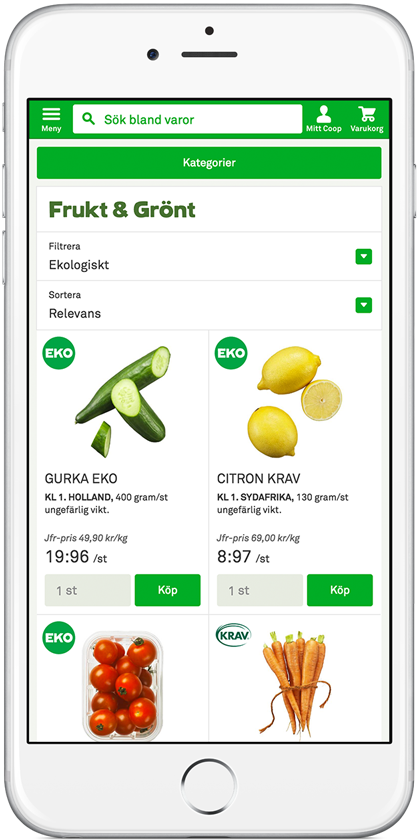 Meny
Sök bland varor
Mitt Coop
Varukorg
Kategorier
Frukt & Grönt
Filtrera
Ekologiskt
Sortera
Relevans
EKO
GURKA EKO
KL 1. HOLLAND, 400 gram/st
ungefärlig vikt.
Jfr-pris 49,90 kr/kg
19:96 /st
1 st
Köp
EKO
CITRON KRAV
KL 1. SYDAFRIKA, 130 gram/st
ungefärlig vikt.
Jfr-pris 69,00 kr/kg
8:97 /st
1 st
Köp
EKO
KRAV